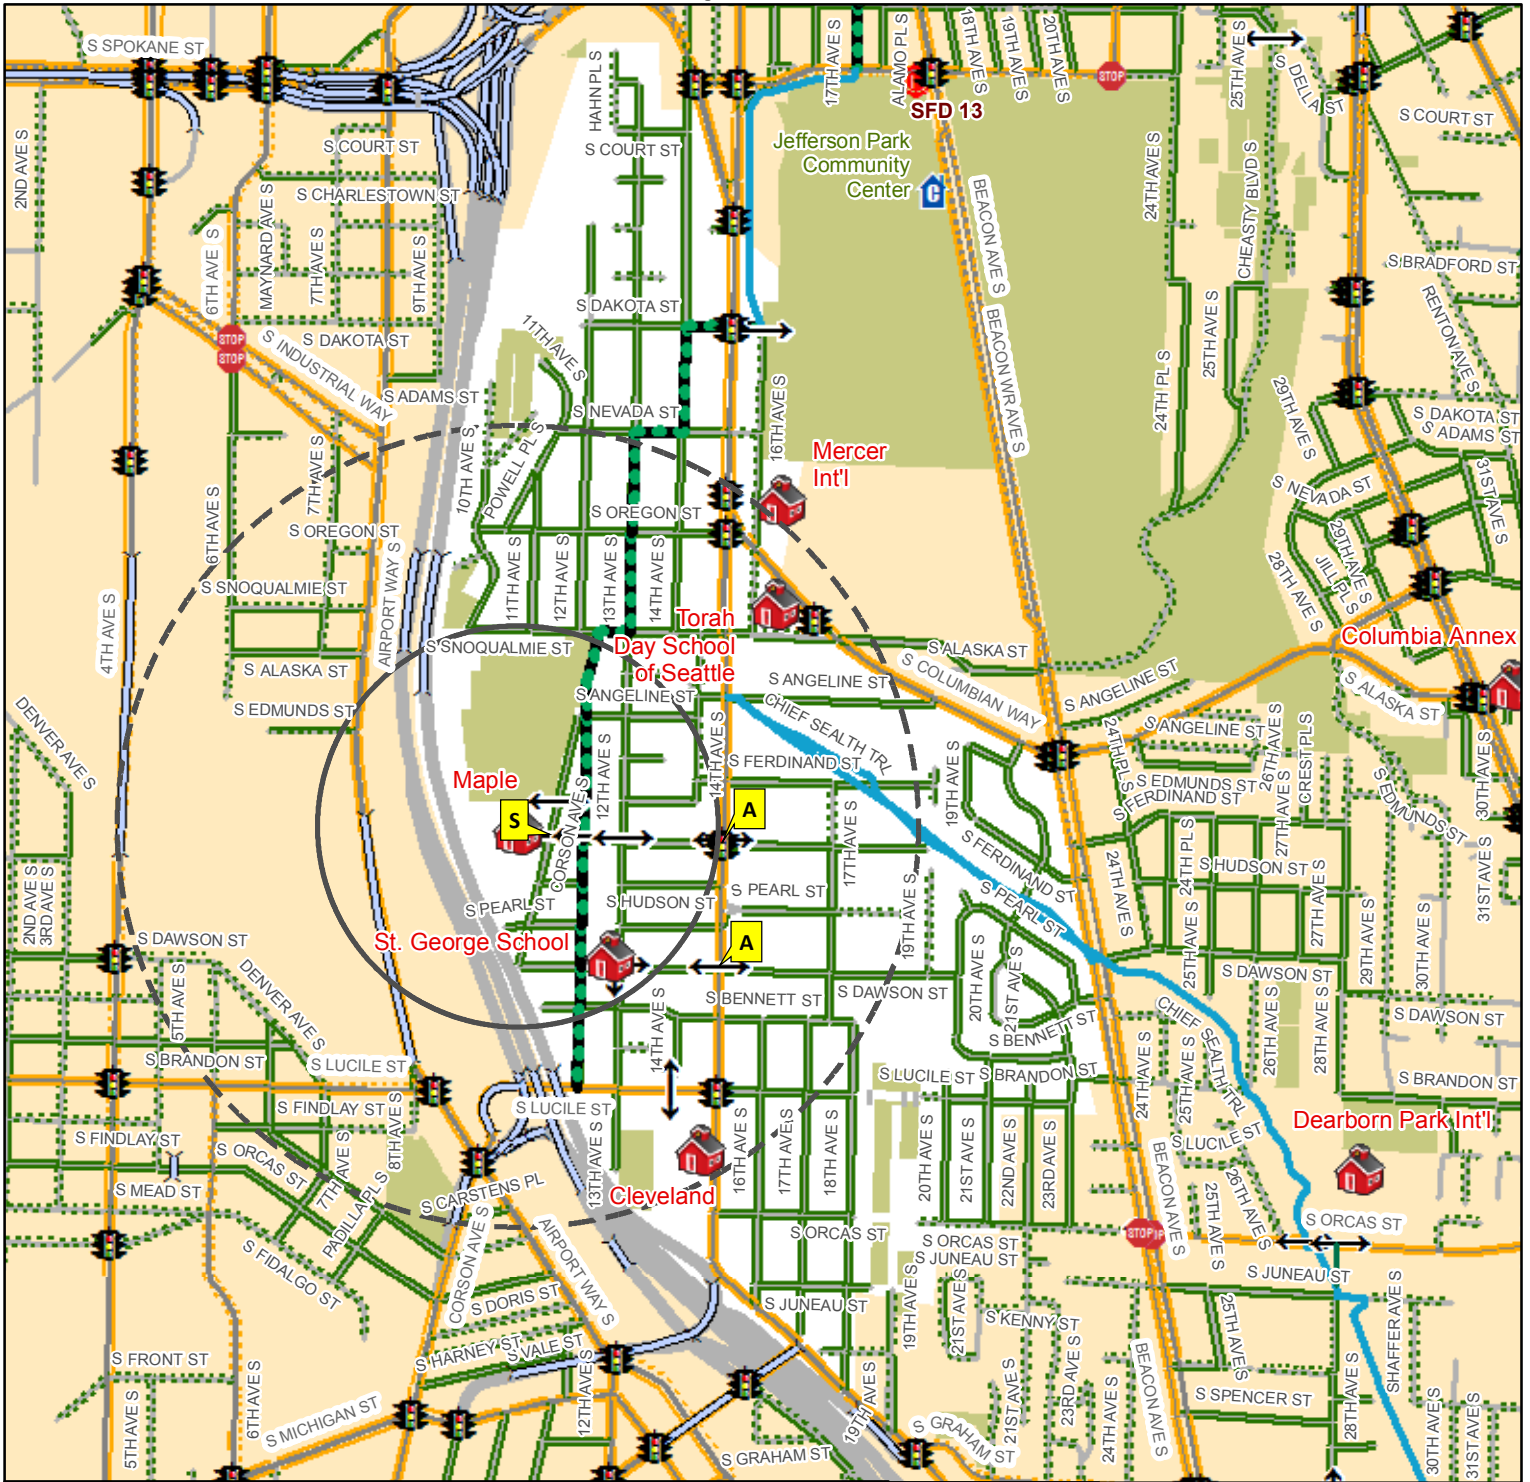 S SPOKANE ST
2ND AVE S
S COURT ST
S CHARLESTOWN ST
MAYNARD AVE S
6TH AVE S
7TH AVE S
9TH AVE S
S DAKOTA ST
S INDUSTRIAL WAY
S ADAMS ST
HAHN PL S
S COURT ST
S DAKOTA ST
11TH AVE S
S NEVADA ST
17TH AVE S
ALAMO PL S
18TH AVE S
19TH AVE S
20TH AVE S
STOP
SFD 13
Jefferson Park
Community
Center
C
BEACON AVE S
BEACON WR AVE S
24TH AVE S
25TH AVE S
S DELLA ST
CHEASTY BLVD S
S COURT ST
S BRADFORD ST
RENTON AVE S
25TH AVE S
24TH PL S
29TH AVE S
S DAKOTA ST
S ADAMS ST
31ST AVE S
S NEVADA ST
29TH AVE S
JILL PL S
28TH AVE S
STOP
STOP
16TH AVE S
Mercer
Int'l
10TH AVE S
POWELL PL S
S OREGON ST
7TH AVE S
6TH AVE S
S OREGON ST
S SNOQUALMIE ST
AIRPORT WAY S
4TH AVE S
S ALASKA ST
S EDMUNDS ST
DENVER AVE S
11TH AVE S
12TH AVE S
13TH AVE S
14TH AVE S
S SNOQUALMIE ST
Torah
Day School
of Seattle
S ANGELINE ST
S ALASKA ST
S COLUMBIAN WAY
S ANGELINE ST
CHIEF SEALTH TRL
S FERDINAND ST
14TH AVE S
Columbia Annex
S ALASKA ST
S ANGELINE ST
S ANGELINE ST
24TH PL S
S EDMUNDS ST
S FERDINAND ST
26TH AVE S
CREST PL S
27TH AVE S
S EDMUNDS ST
30TH AVE S
Maple
S
A
12TH AVE S
CORSON AVE S
17TH AVE S
19TH AVE S
S FERDINAND ST
S PEARL ST
S PEARL ST
S HUDSON ST
S PEARL ST
19TH AVE S
24TH AVE S
24TH PL S
S HUDSON ST
25TH AVE S
27TH AVE S
29TH AVE S
30TH AVE S
31ST AVE S
2ND AVE S
3RD AVE S
S DAWSON ST
5TH AVE S
DENVER AVE S
St. George School
A
S BENNETT ST
S DAWSON ST
20TH AVE S
21ST AVE S
S BENNETT ST
S DAWSON ST
26TH AVE S
28TH AVE S
S DAWSON ST
CHIEF SEALTH TRL
S BRANDON ST
S LUCILE ST
14TH AVE S
S LUCILE ST
S BRANDON ST
24TH AVE S
25TH AVE S
S BRANDON ST
S FINDLAY ST
S FINDLAY ST
8TH AVE S
S ORCAS ST
7TH AVE S
S MEAD ST
PADILLA PL S
S LUCILE ST
13TH AVE S
Cleveland
16TH AVE S
17TH AVE S
18TH AVE S
20TH AVE S
21ST AVE S
22ND AVE S
23RD AVE S
Dearborn Park Int'l
S LUCILE ST
26TH AVE S
BEACON AVE S
25TH AVE S
STOP
S ORCAS ST
S CARSTENS PL
S FIDALGO ST
CORSON AVE S
AIRPORT WAY S
S ORCAS ST
S ORCAS ST
S JUNEAU ST
S JUNEAU ST
S JUNEAU ST
19TH AVE S
21ST AVE S
S KENNY ST
25TH AVE S
SHAFFER AVE S
S DORIS ST
S HARNEY ST
S VALE ST
S FRONT ST
5TH AVE S
6TH AVE S
S MICHIGAN ST
12TH AVE S
19TH AVE S
S GRAHAM ST
S GRAHAM ST
21ST AVE S
23RD AVE S
24TH AVE S
BEACON AVE S
S SPENCER ST
28TH AVE S
30TH AVE S
31ST AVE S